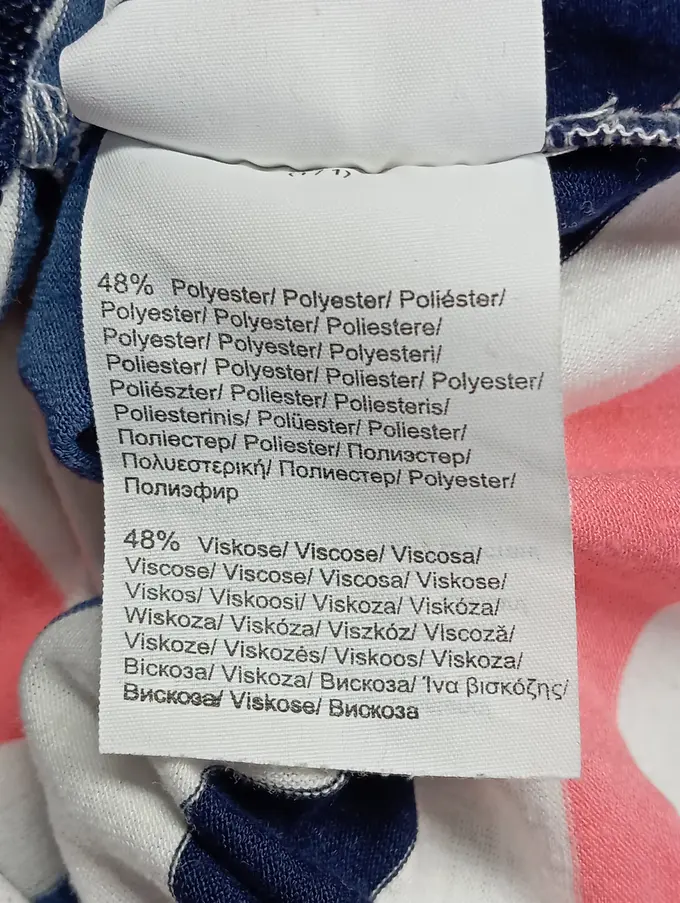 48% Polyester/ Polyester/ Poliéster/
Polyester/ Polyester/ Poliestere/
Polyester/ Polyester/ Polyesteri/
Poliester/ Polyester/ Poliester/ Polyester/
Poliészter/ Poliester/ Poliesteris/
Poliesterinis/ Polüester/ Poliester/
Поліестер/ Poliester/ Полиэстер/
Πολυεστερική/ Полиестер/ Polyester/
Полиэфир
48% Viskose/ Viscose/ Viscosa/
Viscose/ Viscose/ Viscosa/ Viskose/
Viskos/ Viskoosi/ Viskoza/ Viskóza/
Wiskoza/ Viskóza/ Viszkóz/ VIscoză/
Viskoze/ Viskozės/ Viskoos/ Viskoza/
Віскоза/ Viskoza/ Вискоза/ Ίνα βισκόζης/
Вискоза/ Viskose/ Вискоза